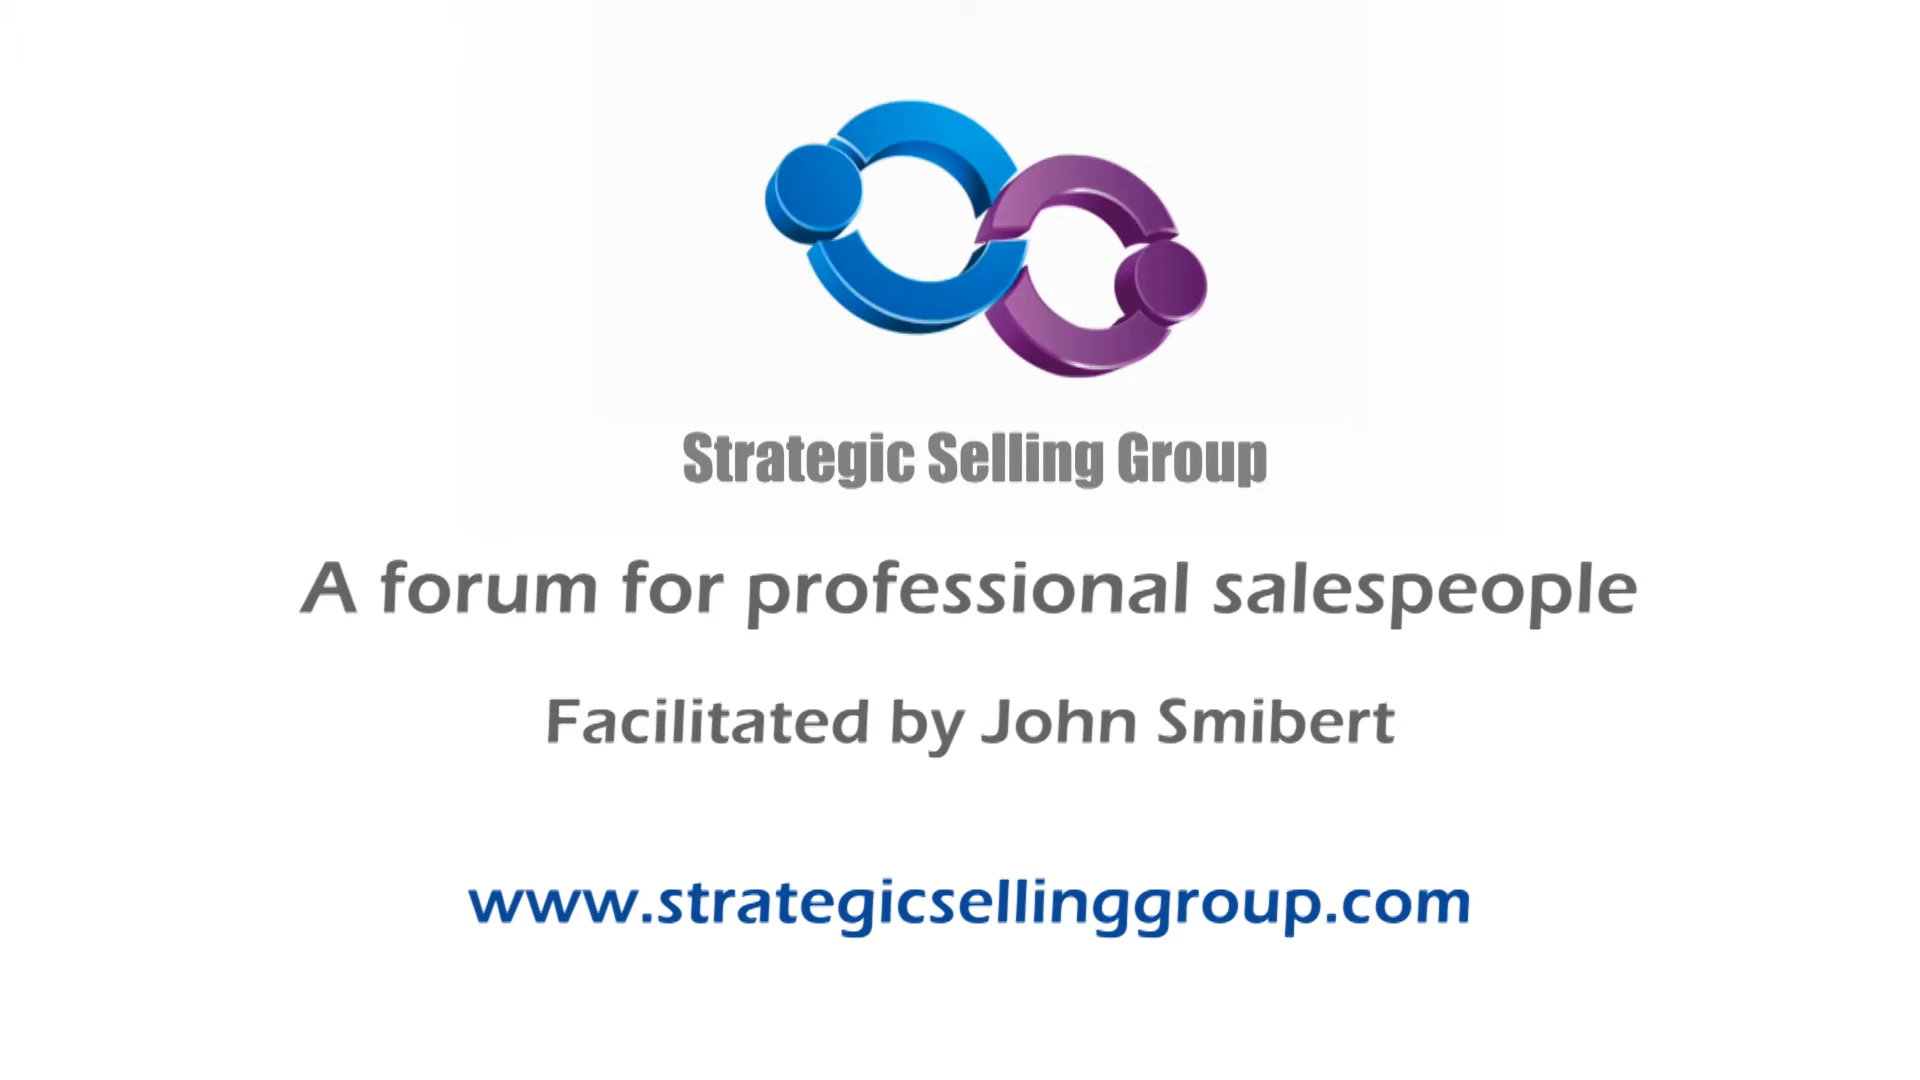 Strategic Selling Group
A forum for professional salespeople
Facilitated by John Smibert
www.strategicsellinggroup.com